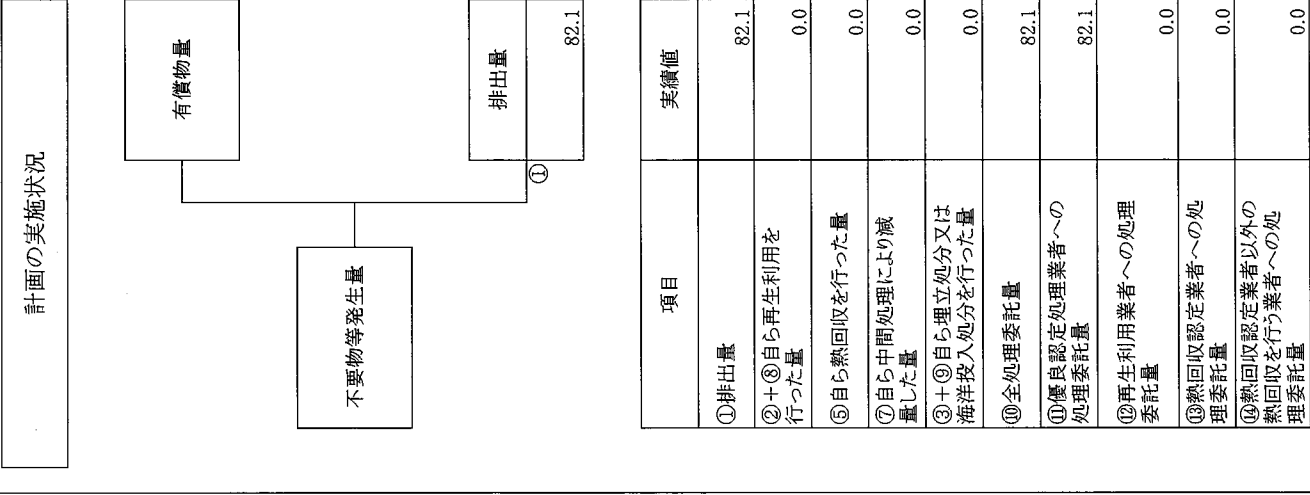 計画の実施状況
有償物量
不要物等発生量
排出量
①
82.1
項目
実績値
①排出量
82.1
②+⑧自ら再生利用を
行った量
0.0
⑤自ら熱回収を行った量
0.0
⑦自ら中間処理により減
量した量
0.0
③+⑨自ら埋立処分又は
海洋投入処分を行った量
0.0
⑩全処理委託量
82.1
⑪優良認定処理業者への
処理委託量
82.1
⑫再生利用業者への処理
委託量
0.0
⑬熱回収認定業者への処
理委託量
0.0
⑭熱回収認定業者以外の
熱回収を行う業者への処
理委託量
0.0